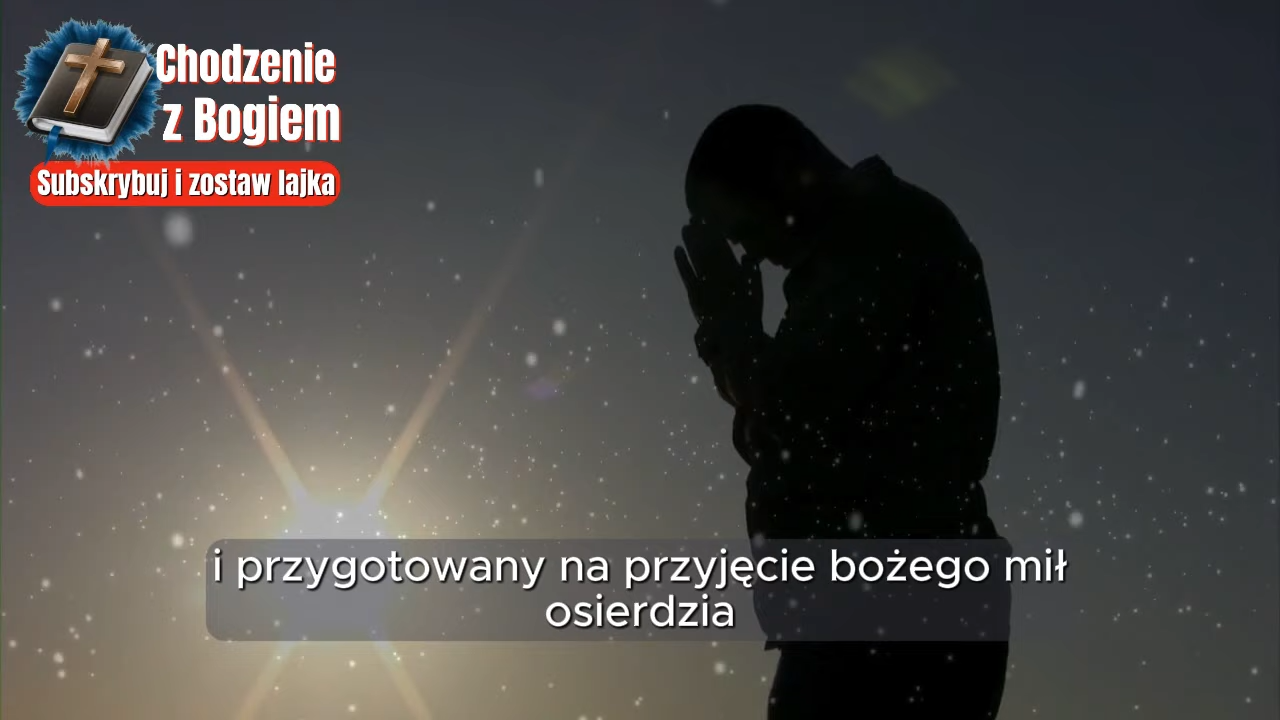 Chodzenie
z Bogiem
Subskrybuj i zostaw lajka
i przygotowany na przyjęcie bożego mił
osierdzia